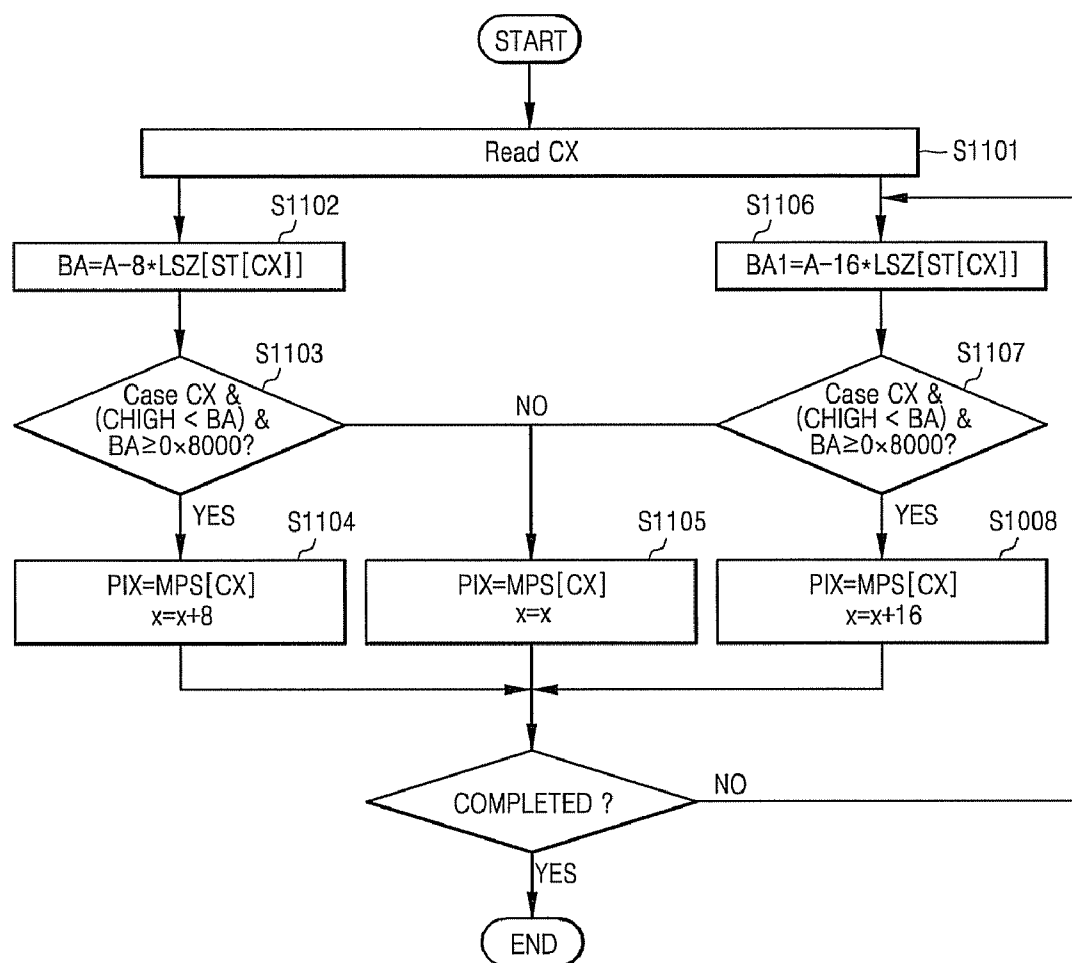 START
Read CX
S1101
S1102
BA=A-8*LSZ[ST[CX]]
S1106
BA1=A-16*LSZ[ST[CX]]
S1103
Case CX &
(CHIGH < BA) &
BA≥0×8000?
NO
S1107
Case CX &
(CHIGH < BA) &
BA≥0×8000?
YES
YES
S1104
PIX=MPS[CX]
x=x+8
S1105
PIX=MPS[CX]
x=x
S1008
PIX=MPS[CX]
x=x+16
COMPLETED ?
NO
YES
END